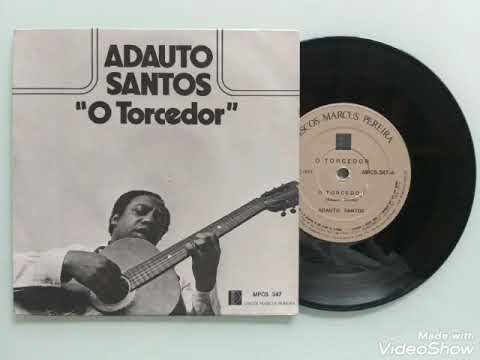 ADAUTO
SANTOS
"O Torcedor"
MPCS 347
DISCOS MARCUS PEREIRA
DISCOS MARCUS PEREIRA
O TORCEDOR
MPCS-347-A
O TORCEDOR
ADAUTO SANTOS
Made with
VideoShow